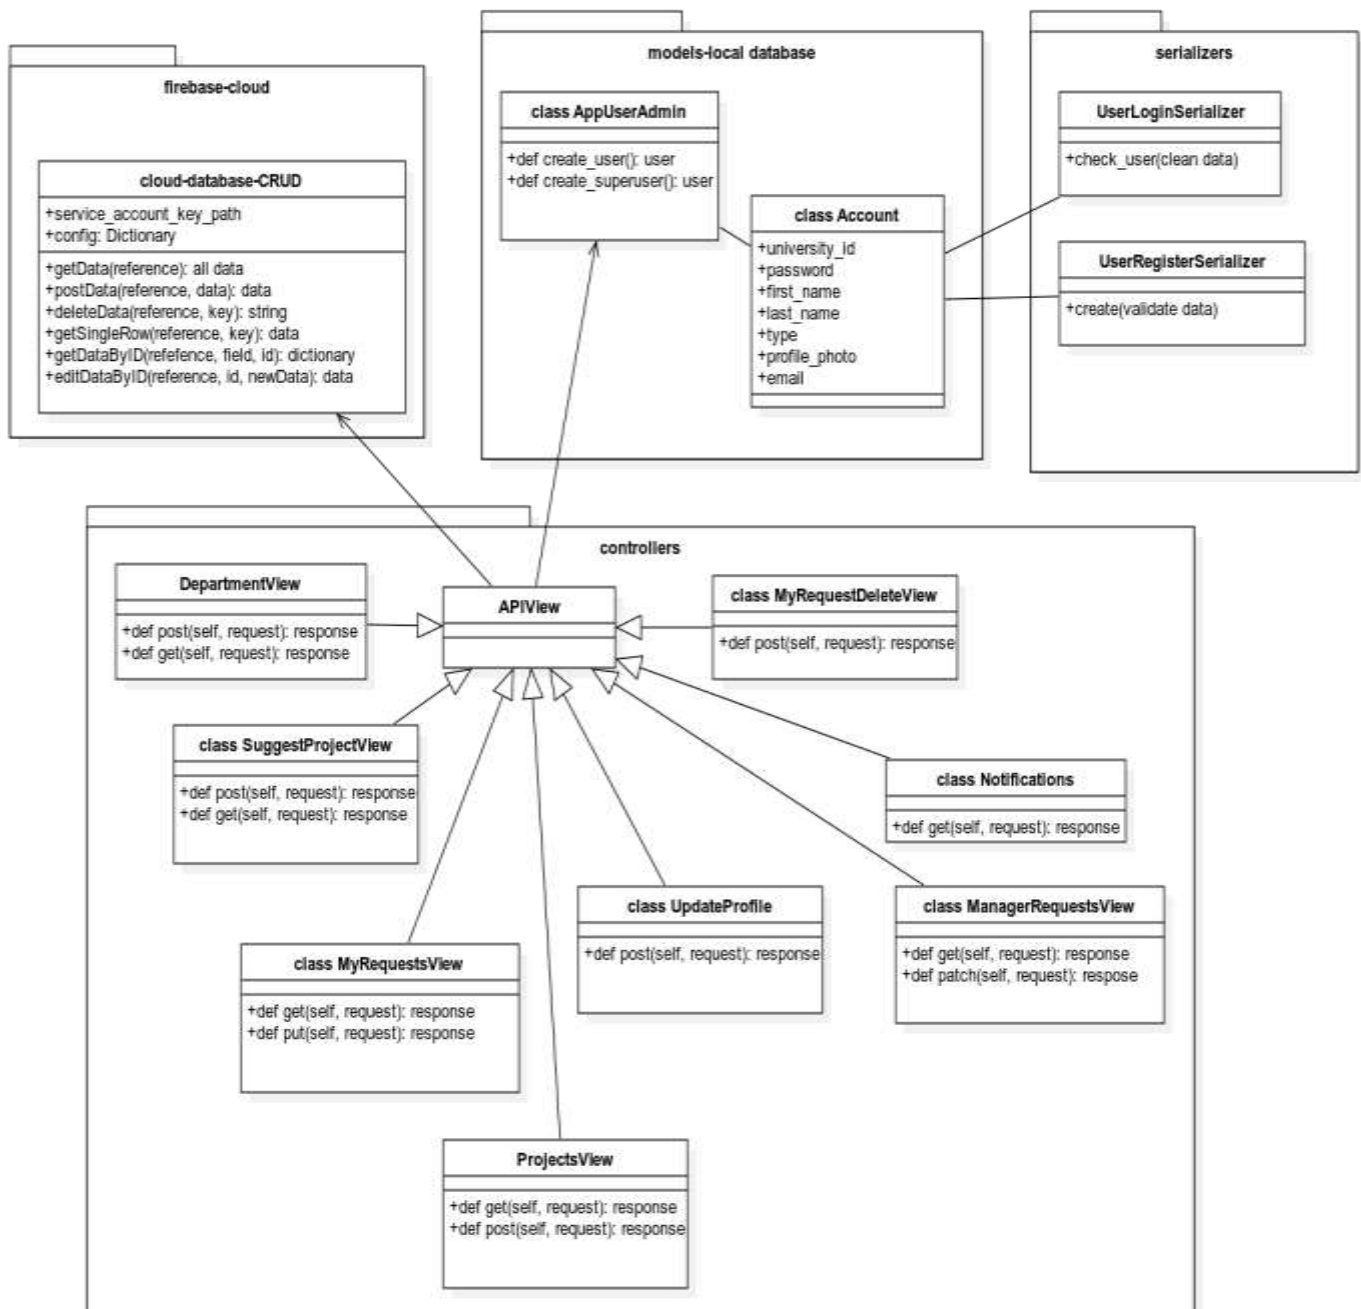 firebase-cloud
cloud-database-CRUD
+service_account_key_path
+config: Dictionary
+getData(reference): all data
+postData(reference, data): data
+deleteData(reference, key): string
+getSingleRow(reference, key): data
+getDataByID(refefence, field, id): dictionary
+editDataByID(reference, id, newData): data
models-local database
class AppUserAdmin
+def create_user(): user
+def create_superuser(): user
class Account
+university_id
+password
+first_name
+last_name
+type
+profile_photo
+email
serializers
UserLoginSerializer
+check_user(clean data)
UserRegisterSerializer
+create(validate data)
controllers
DepartmentView
+def post(self, request): response
+def get(self, request): response
APIView
class MyRequestDeleteView
+def post(self, request): response
class SuggestProjectView
+def post(self, request): response
+def get(self, request): response
class Notifications
+def get(self, request): response
class UpdateProfile
+def post(self, request): response
class ManagerRequestsView
+def get(self, request): response
+def patch(self, request): respose
class MyRequestsView
+def get(self, request): response
+def put(self, request): response
ProjectsView
+def get(self, request): response
+def post(self, request): response